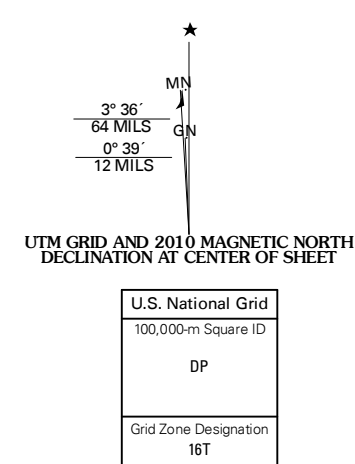 ★
MN
3° 36´
64 MILS
GN
0° 39´
12 MILS
UTM GRID AND 2010 MAGNETIC NORTH
DECLINATION AT CENTER OF SHEET
U.S. National Grid
100,000-m Square ID
DP
Grid Zone Designation
16T